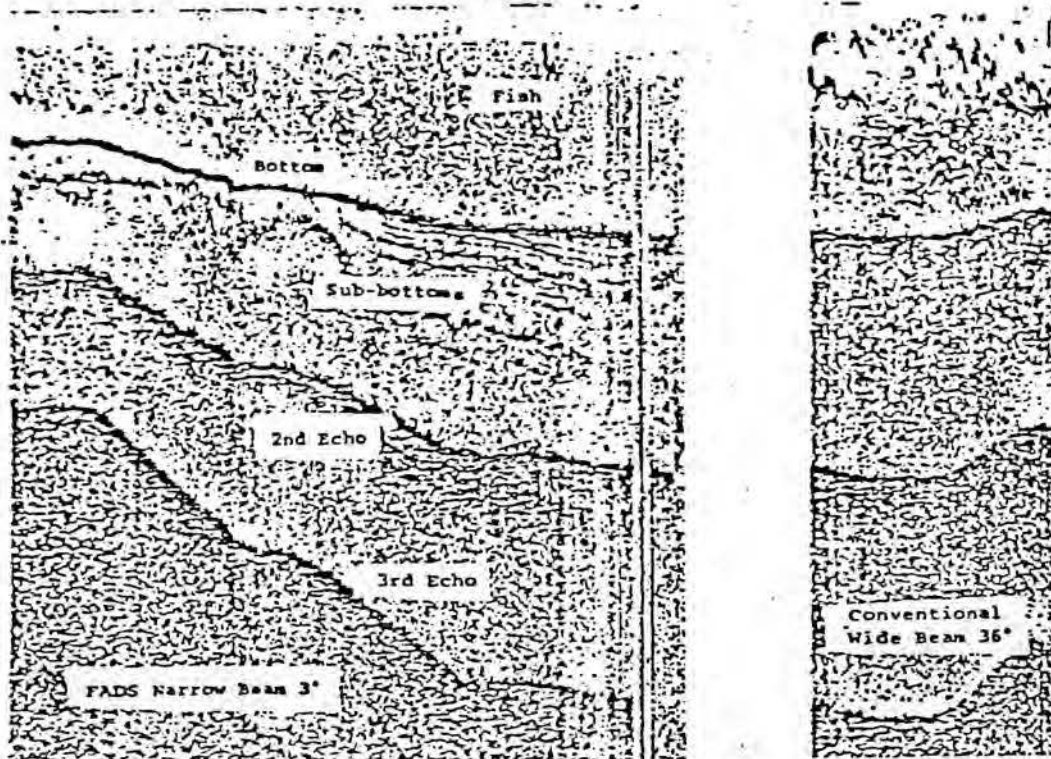 Fish
Bottom
Sub-bottoms
2nd Echo
3rd Echo
FADS Narrow Beam 3°
Conventional
Wide Beam 36°